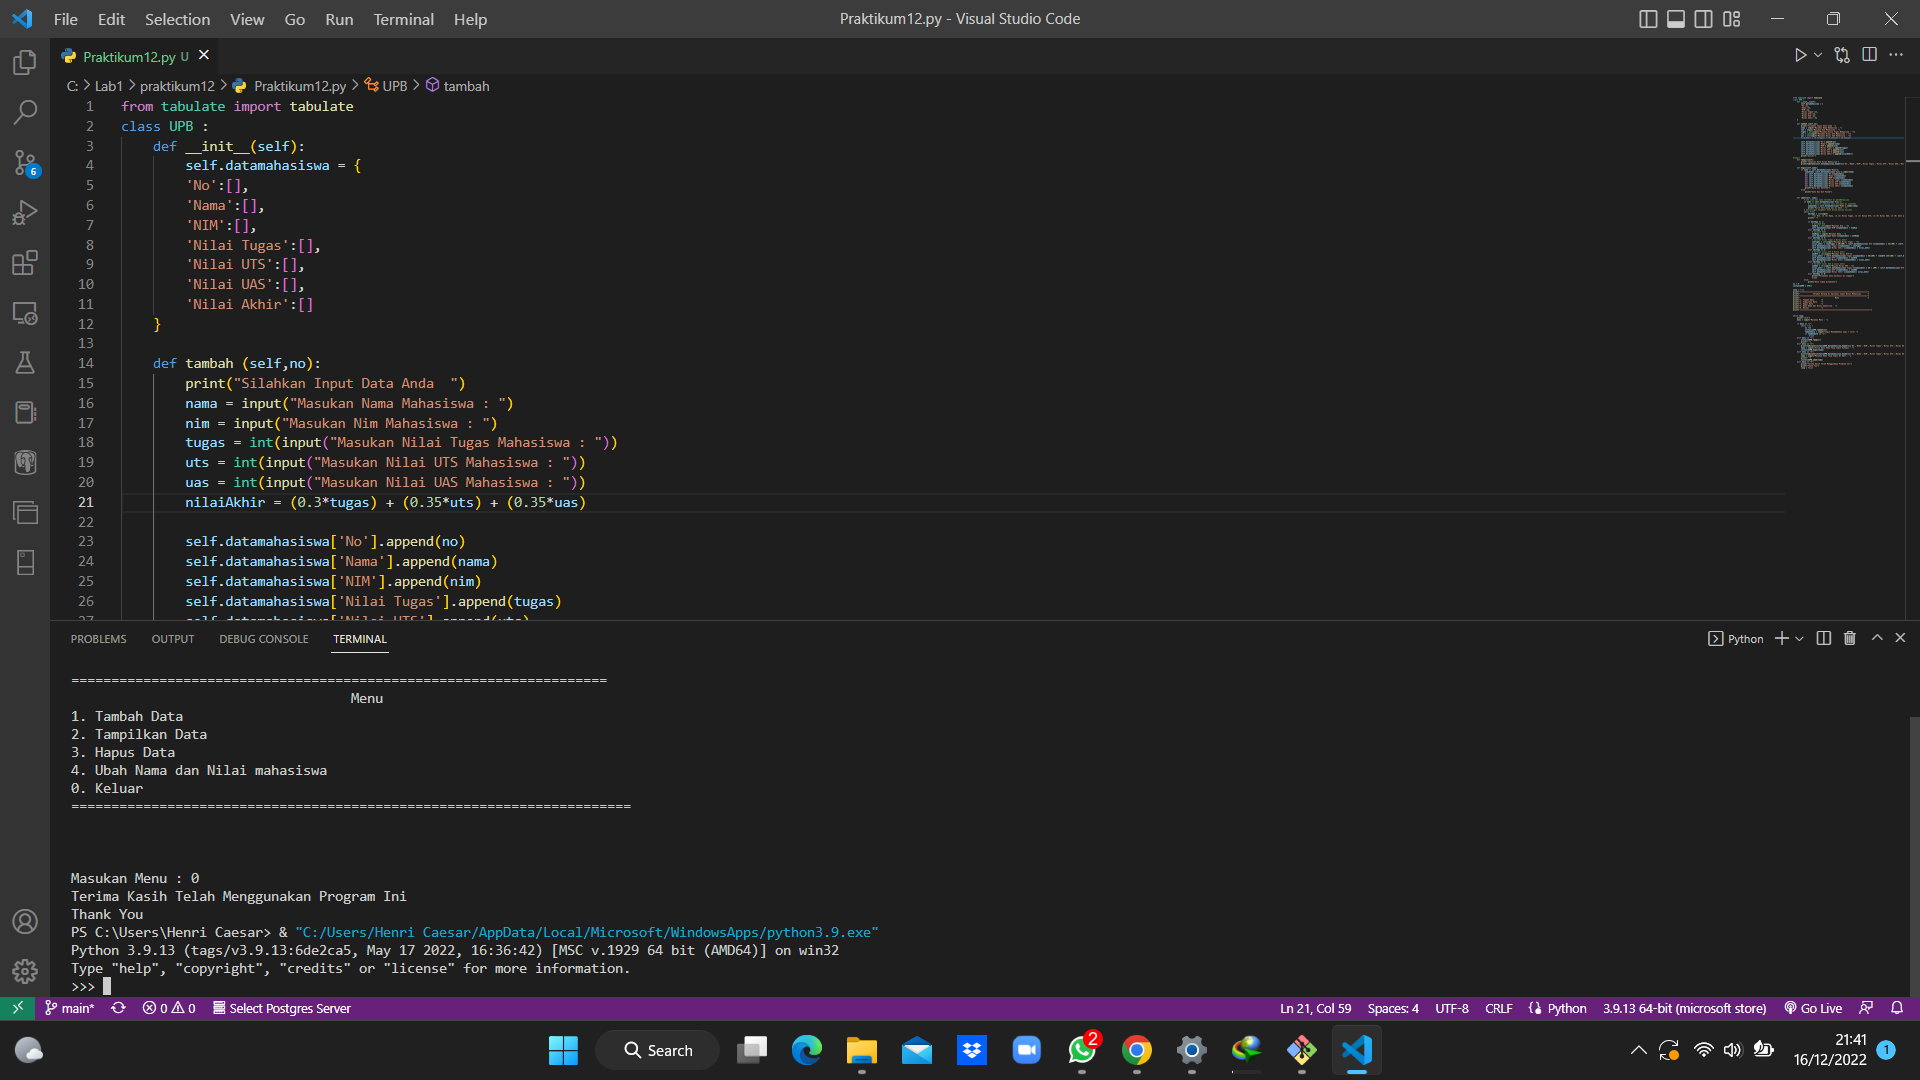 File Edit Selection View Go Run Terminal Help
Praktikum12.py - Visual Studio Code
Praktikum12.py U
C: > Lab1 > praktikum12 > Praktikum12.py > UPB > tambah
1 from tabulate import tabulate
2 class UPB :
3 def __init__(self):
4 self.datamahasiswa = {
5 'No':[],
6 'Nama':[],
7 'NIM':[],
8 'Nilai Tugas':[],
9 'Nilai UTS':[],
10 'Nilai UAS':[],
11 'Nilai Akhir':[]
12 }
13
14 def tambah (self,no):
15 print("Silahkan Input Data Anda  ")
16 nama = input("Masukan Nama Mahasiswa : ")
17 nim = input("Masukan Nim Mahasiswa : ")
18 tugas = int(input("Masukan Nilai Tugas Mahasiswa : "))
19 uts = int(input("Masukan Nilai UTS Mahasiswa : "))
20 uas = int(input("Masukan Nilai UAS Mahasiswa : "))
21 nilaiAkhir = (0.3*tugas) + (0.35*uts) + (0.35*uas)
22
23 self.datamahasiswa['No'].append(no)
24 self.datamahasiswa['Nama'].append(nama)
25 self.datamahasiswa['NIM'].append(nim)
26 self.datamahasiswa['Nilai Tugas'].append(tugas)
27 self.datamahasiswa['Nilai UTS'].append(uts)
PROBLEMS OUTPUT DEBUG CONSOLE TERMINAL
Python
===================================================================
Menu
1. Tambah Data
2. Tampilkan Data
3. Hapus Data
4. Ubah Nama dan Nilai mahasiswa
0. Keluar
======================================================================
Masukan Menu : 0
Terima Kasih Telah Menggunakan Program Ini
Thank You
PS C:\Users\Henri Caesar> & "C:/Users/Henri Caesar/AppData/Local/Microsoft/WindowsApps/python3.9.exe"
Python 3.9.13 (tags/v3.9.13:6de2ca5, May 17 2022, 16:36:42) [MSC v.1929 64 bit (AMD64)] on win32
Type "help", "copyright", "credits" or "license" for more information.
>>>
6
main* 0 0 Select Postgres Server
Ln 21, Col 59 Spaces: 4 UTF-8 CRLF Python 3.9.13 64-bit (microsoft store) Go Live
Search
2
21:41
16/12/2022
1